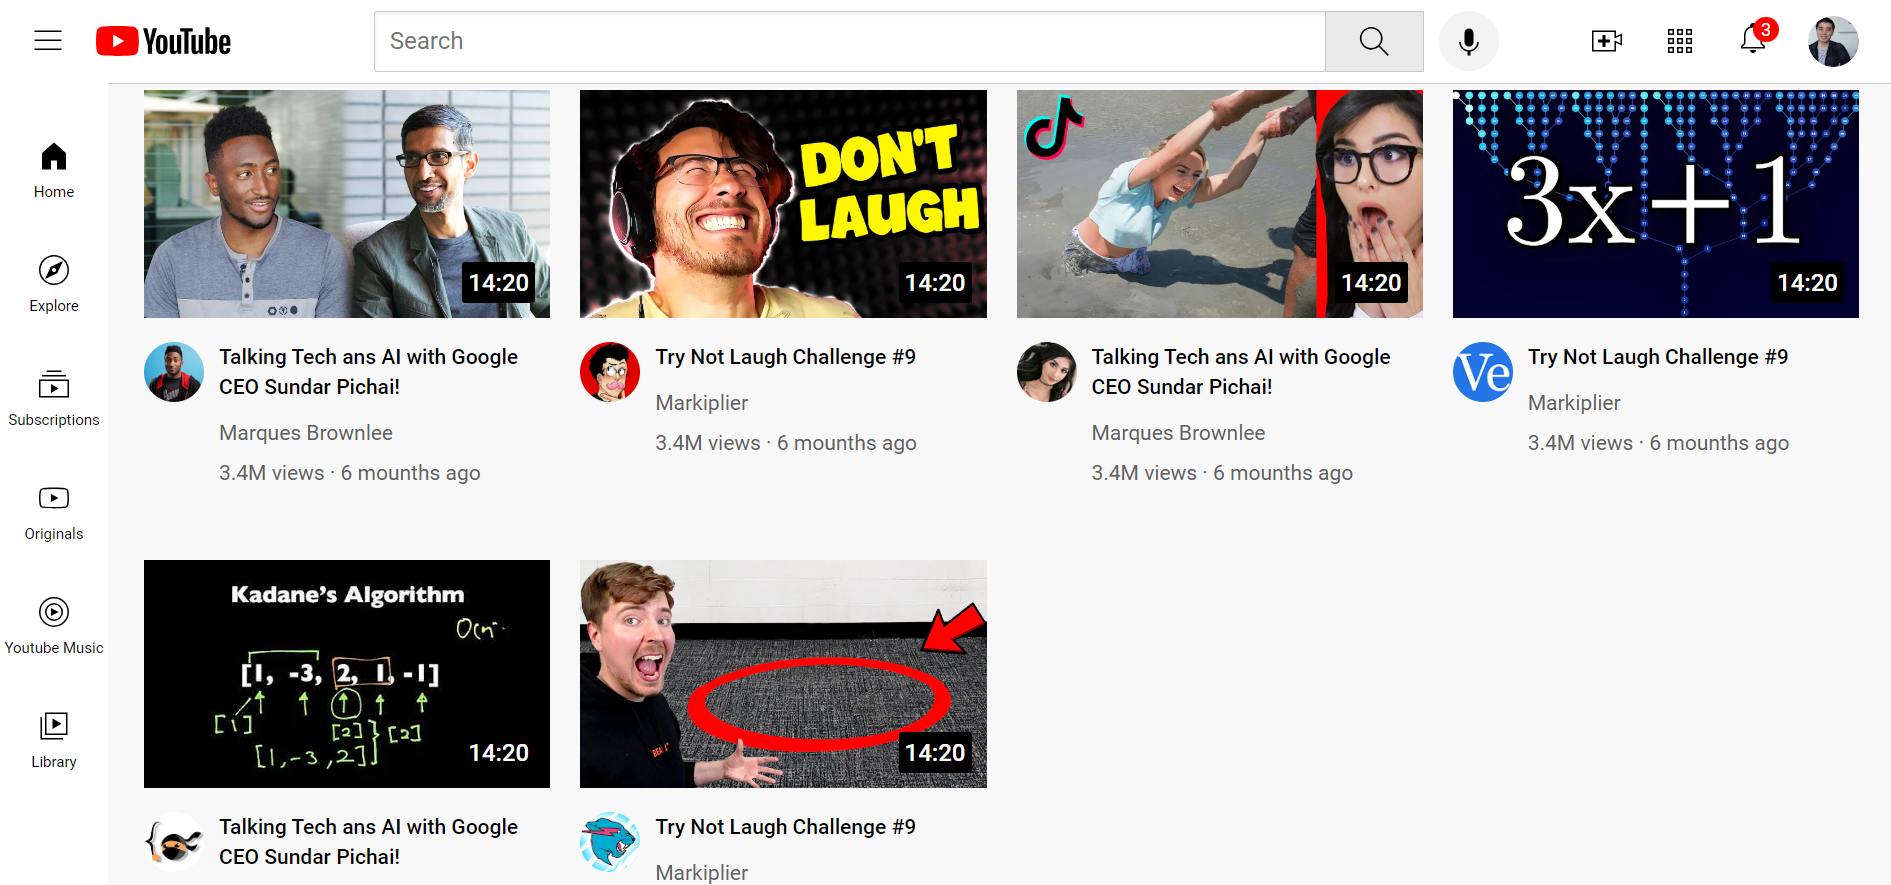 YouTube
Search
3
Home
Explore
Subscriptions
Originals
Youtube Music
Library
14:20
DON'T
LAUGH
14:20
14:20
3x+1
14:20
Talking Tech ans AI with Google
CEO Sundar Pichai!
Marques Brownlee
3.4M views · 6 mounths ago
Try Not Laugh Challenge #9
Markiplier
3.4M views · 6 mounths ago
Talking Tech ans AI with Google
CEO Sundar Pichai!
Marques Brownlee
3.4M views · 6 mounths ago
Ve
Try Not Laugh Challenge #9
Markiplier
3.4M views · 6 mounths ago
Kadane's Algorithm
[1, -3, 2, 1, -1]
[1]
[2]
[2]
[1,-3,2]
14:20
14:20
Talking Tech ans AI with Google
CEO Sundar Pichai!
Try Not Laugh Challenge #9
Markiplier